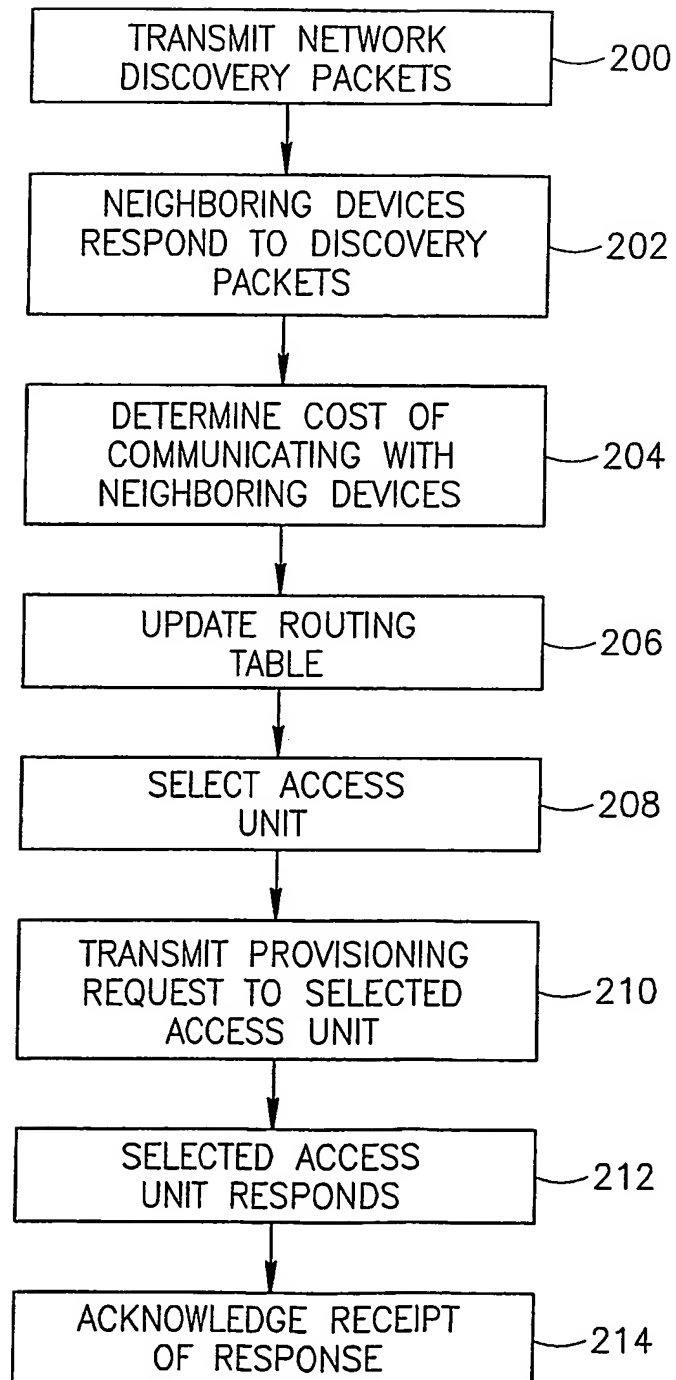 TRANSMIT NETWORK
DISCOVERY PACKETS
200
NEIGHBORING DEVICES
RESPOND TO DISCOVERY
PACKETS
202
DETERMINE COST OF
COMMUNICATING WITH
NEIGHBORING DEVICES
204
UPDATE ROUTING
TABLE
206
SELECT ACCESS
UNIT
208
TRANSMIT PROVISIONING
REQUEST TO SELECTED
ACCESS UNIT
210
SELECTED ACCESS
UNIT RESPONDS
212
ACKNOWLEDGE RECEIPT
OF RESPONSE
214